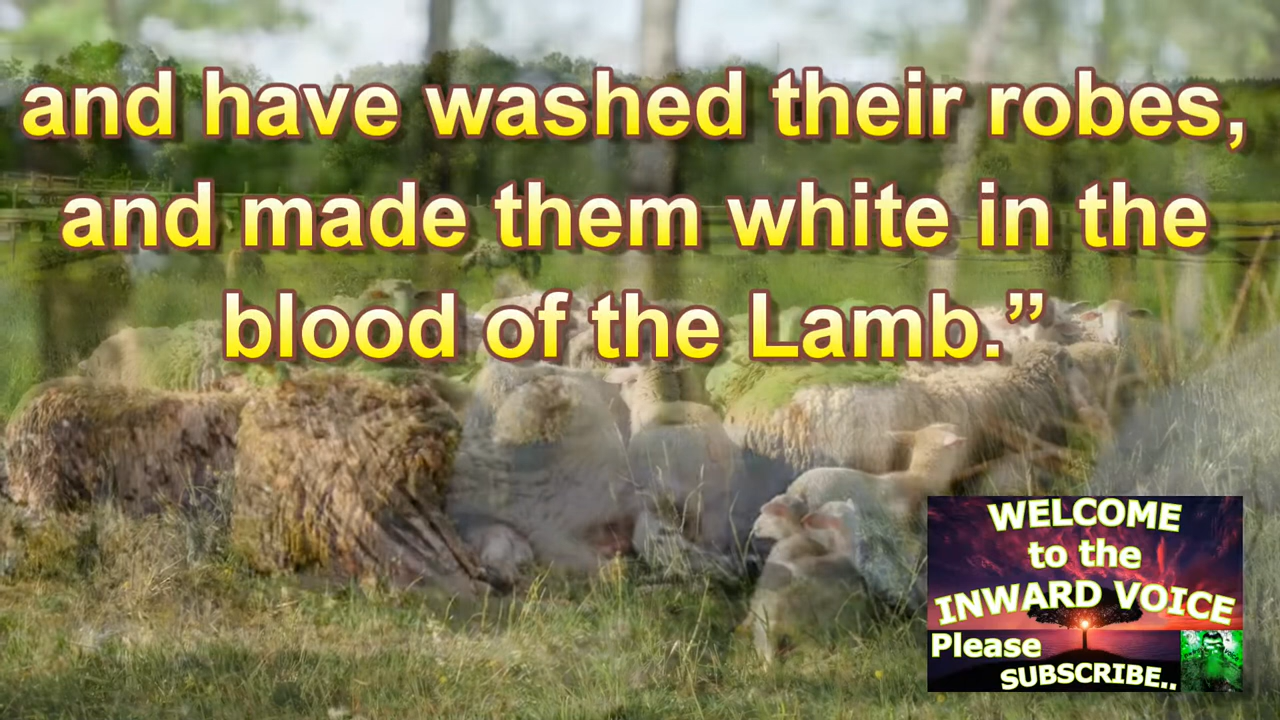 and have washed their robes,
and made them white in the
blood of the Lamb.”
WELCOME
to the
INWARD VOICE
Please
SUBSCRIBE..